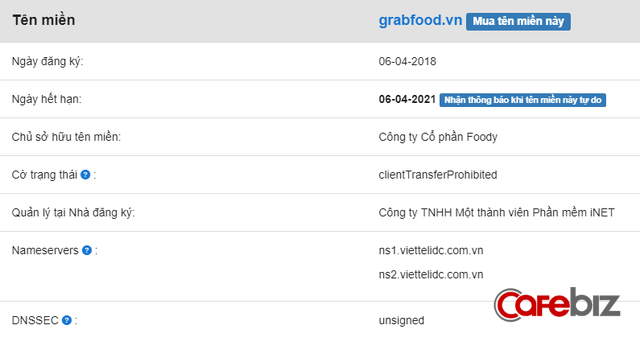 Tên miền grabfood.vn Mua tên miền này
Ngày đăng ký: 06-04-2018
Ngày hết hạn: 06-04-2021 Nhận thông báo khi tên miền này tự do
Chủ sở hữu tên miền: Công ty Cổ phần Foody
Cờ trạng thái ? : clientTransferProhibited
Quản lý tại Nhà đăng ký: Công ty TNHH Một thành viên Phần mềm iNET
Nameservers ? : ns1.viettelidc.com.vn
ns2.viettelidc.com.vn
CafeBiz
DNSSEC ? : unsigned